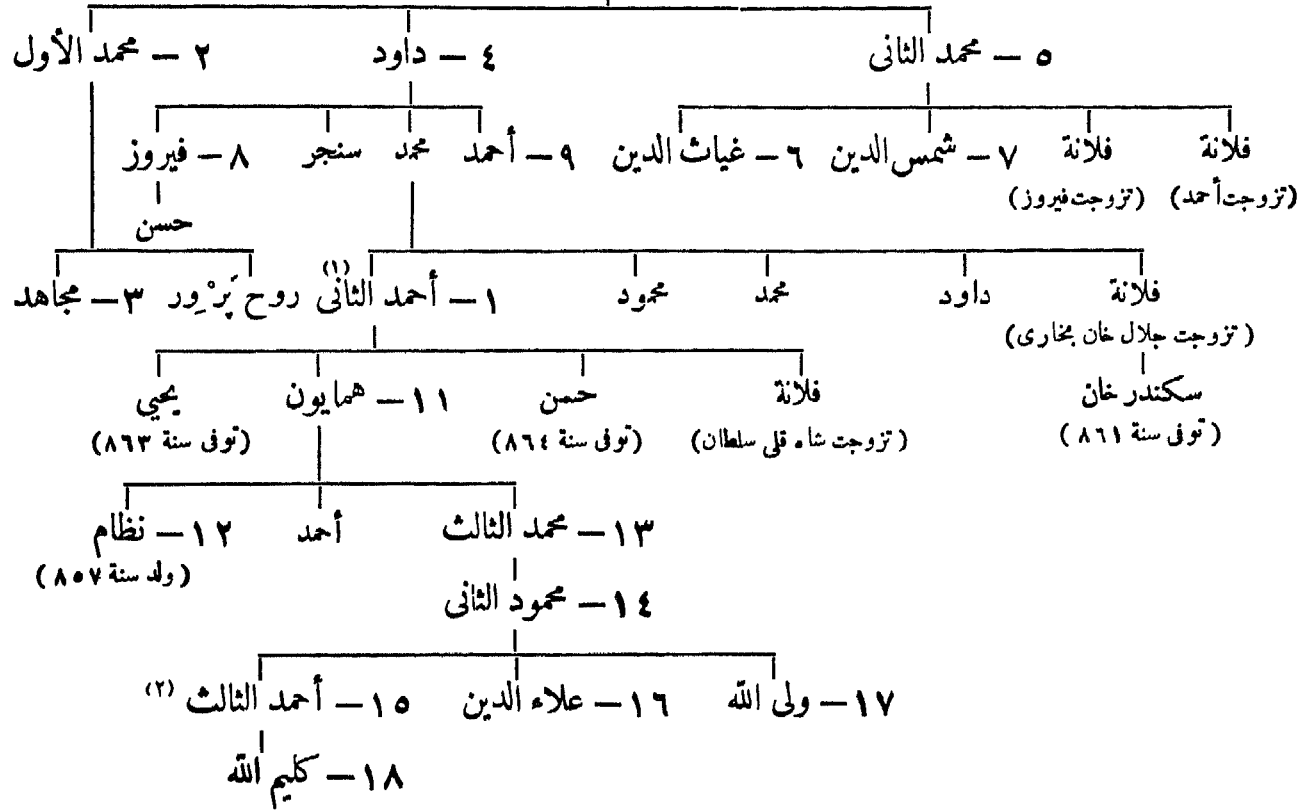 ٥ — محمد الثانى ٤ — داود ٢ — محمد الأول
فلانة فلانة ٧ — شمس الدين ٦ — غياث الدين ٩ — أحمد محمد سنجر ٨ — فيروز
(تزوجت أحمد) (تزوجت فيروز)
حسن
فلانة داود محمد محمود ١ — أحمد الثانى (١) روح پَرْوِر ٣ — مجاهد
(تزوجت جلال خان بخارى)
سكندر خان فلانة حسن ١١ — همايون يحيي
(توفى سنة ٨٦١) (تزوجت شاه قلى سلطان) (توفى سنة ٨٦٤) (توفى سنة ٨٦٣)
١٣ — محمد الثالث أحمد ١٢ — نظام
(ولد سنة ٨٥٧)
١٤ — محمود الثانى
١٧ — ولى الله ١٦ — علاء الدين ١٥ — أحمد الثالث (٢)
١٨ — كليم الله